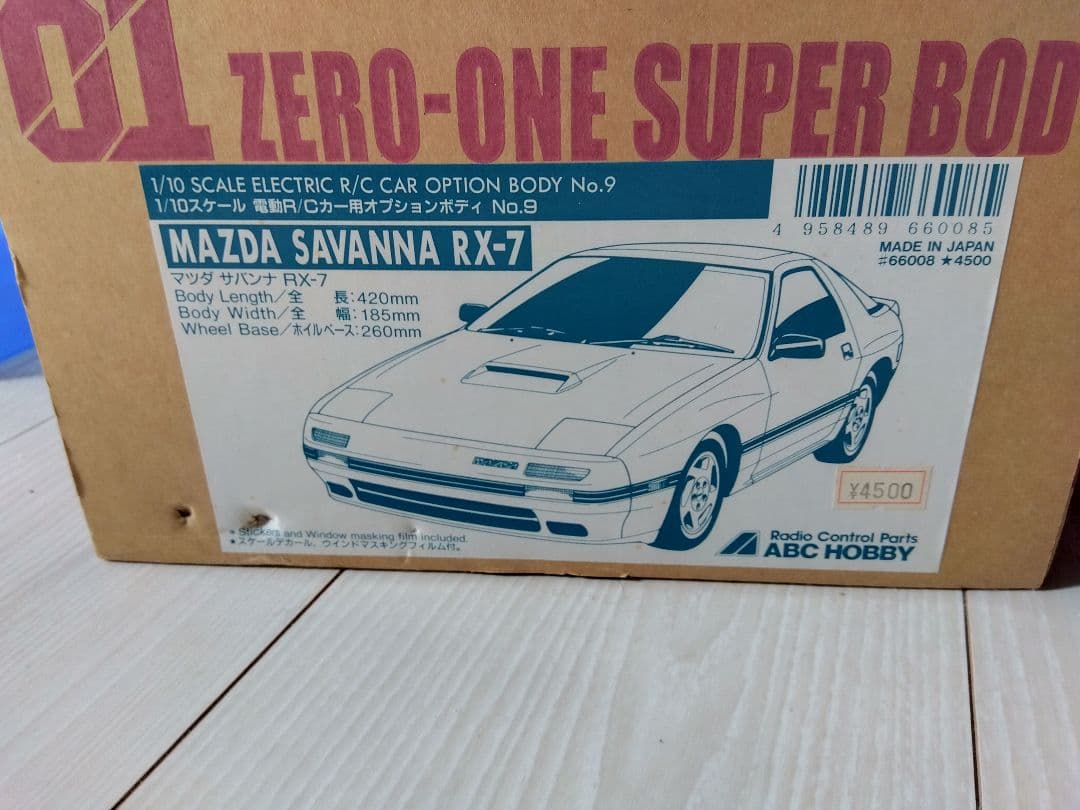 01 ZERO-ONE SUPER BOD
1/10 SCALE ELECTRIC R/C CAR OPTION BODY No.9
1/10スケール 電動R/Cカー用オプションボディ No.9
4 958489 660085
MADE IN JAPAN
#66008 ★4500
MAZDA SAVANNA RX-7
マツダ サバンナ RX-7
Body Length/全 長:420mm
Body Width/全 幅:185mm
Wheel Base/ホイルベース:260mm
MAZDA
¥4500
★ Stickers and Window masking film included.
★スケールデカール、ウインドマスキングフィルム付。
Radio Control Parts
ABC HOBBY